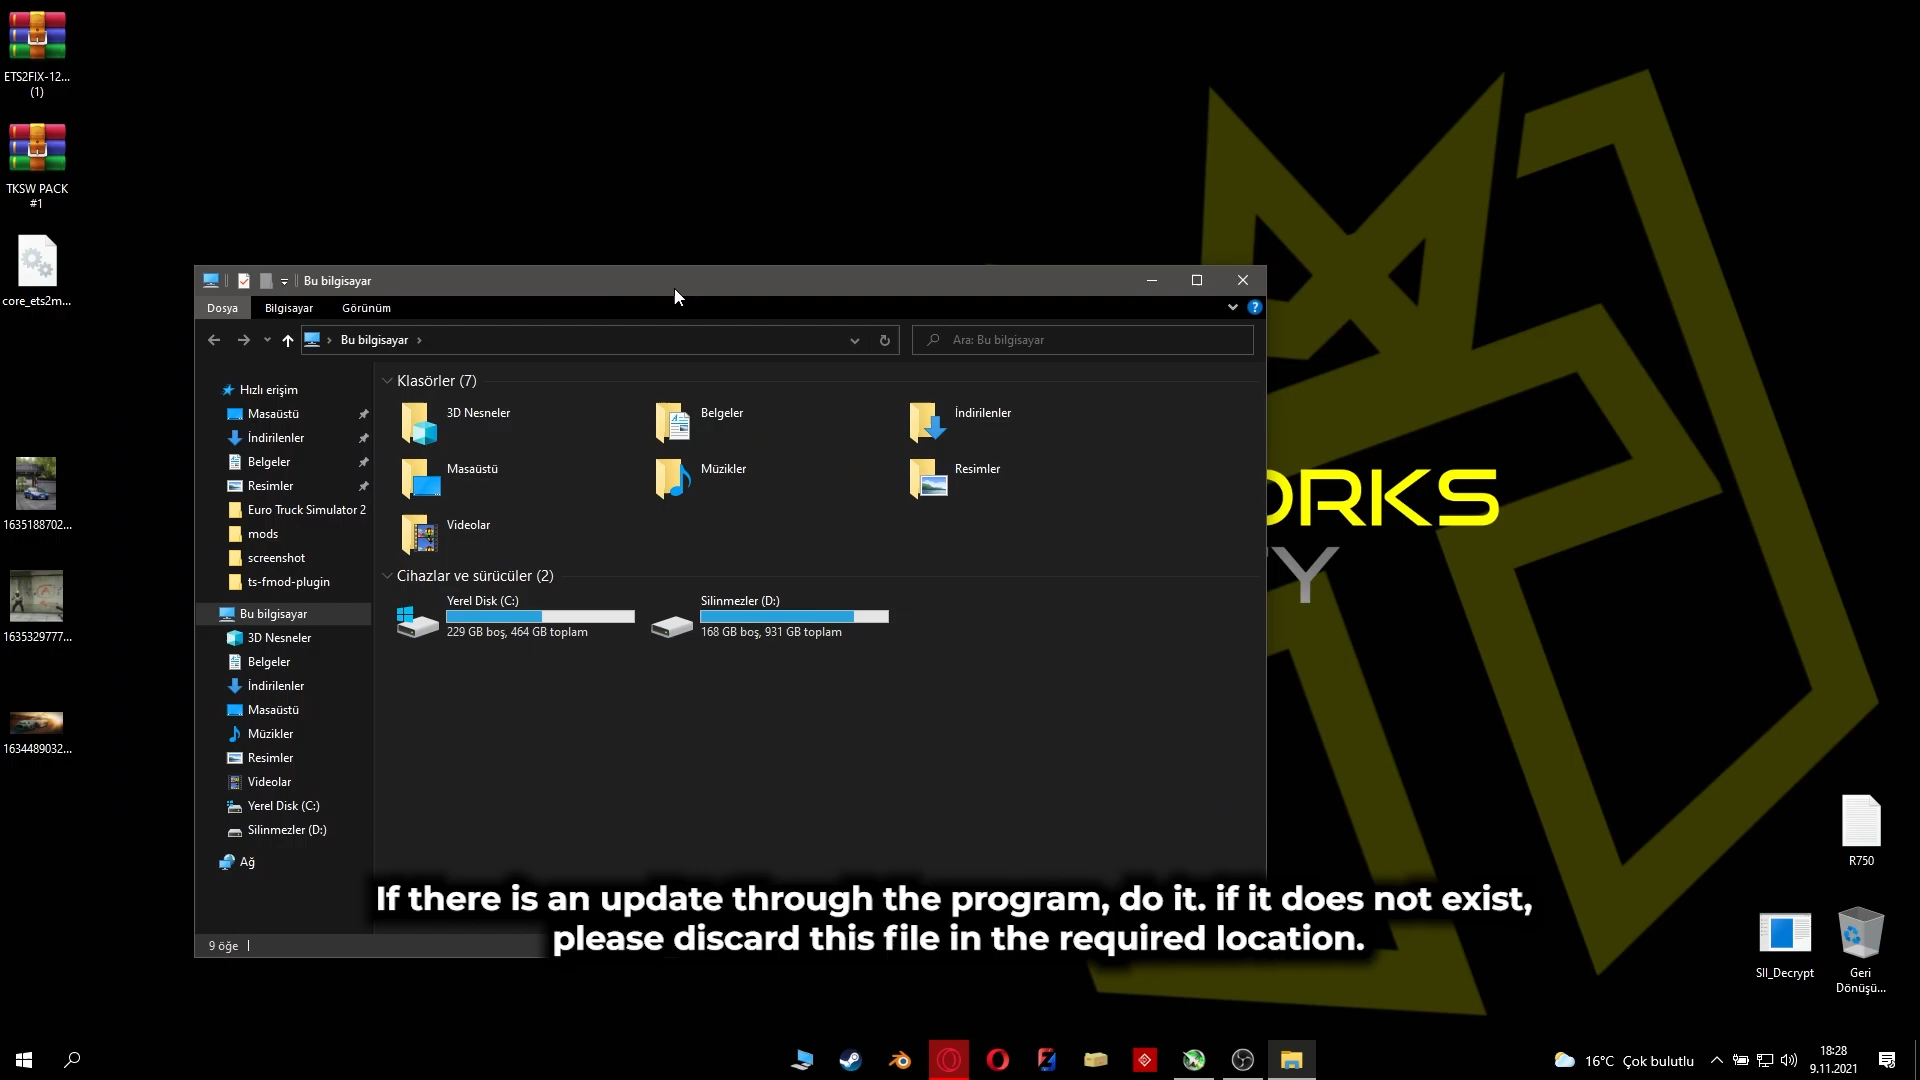 ETS2FIX-12...
(1)
TKSW PACK
#1
core_ets2m...
1635188702...
1635329777...
1634489032...
Bu bilgisayar
Dosya
Bilgisayar
Görünüm
?
Bu bilgisayar
Ara: Bu bilgisayar
Hızlı erişim
Masaüstü
İndirilenler
Belgeler
Resimler
Euro Truck Simulator 2
mods
screenshot
ts-fmod-plugin
Bu bilgisayar
3D Nesneler
Belgeler
İndirilenler
Masaüstü
Müzikler
Resimler
Videolar
Yerel Disk (C:)
Silinmezler (D:)
Ağ
Klasörler (7)
3D Nesneler
Belgeler
İndirilenler
Masaüstü
Müzikler
Resimler
Videolar
Cihazlar ve sürücüler (2)
Yerel Disk (C:)
229 GB boş, 464 GB toplam
Silinmezler (D:)
168 GB boş, 931 GB toplam
9 öğe
ORKS
Y
If there is an update through the program, do it. if it does not exist,
please discard this file in the required location.
R750
SII_Decrypt
Geri
Dönüşü...
16°C Çok bulutlu
18:28
9.11.2021